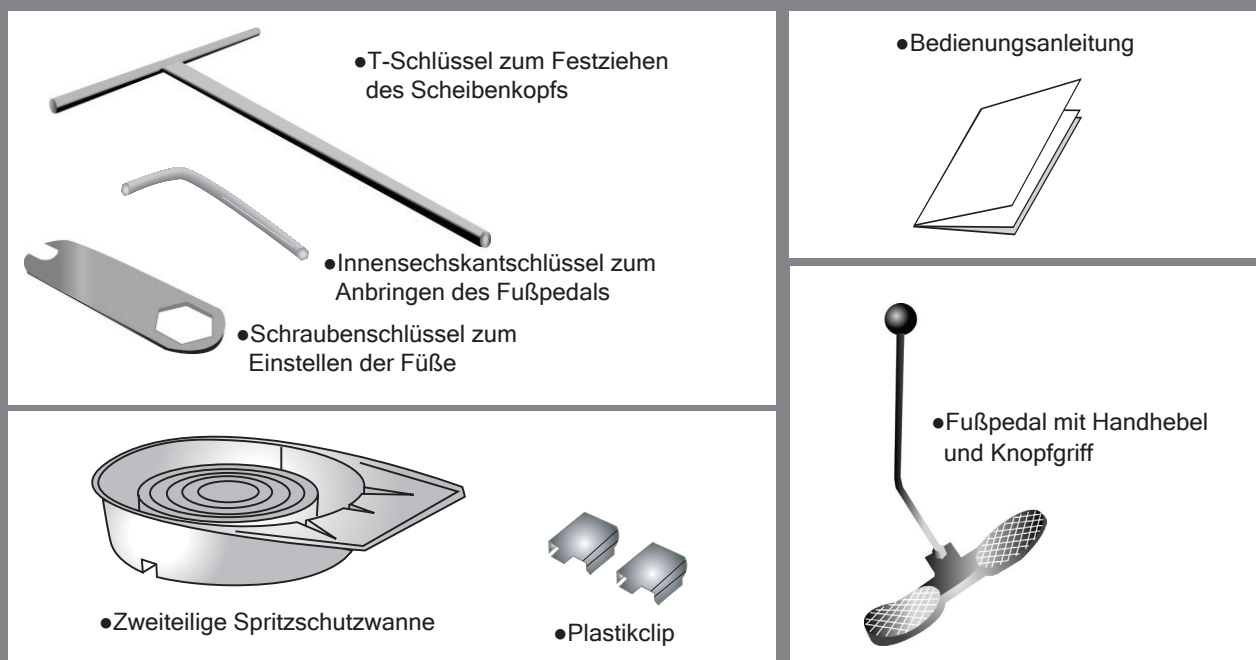 ●T-Schlüssel zum Festziehen
des Scheibenkopfs
●Innensechskantschlüssel zum
Anbringen des Fußpedals
●Schraubenschlüssel zum
Einstellen der Füße
●Bedienungsanleitung
●Fußpedal mit Handhebel
und Knopfgriff
●Zweiteilige Spritzschutzwanne
●Plastikclip